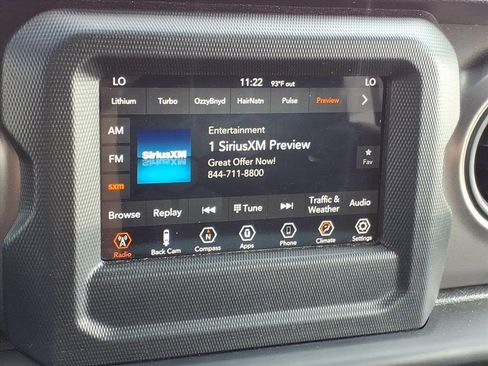 LO 11:22 93°F out LO
Lithium Turbo OzzyBnyd HairNatn Pulse Preview
AM
FM
sxm
SiriusXM
Entertainment
1 SiriusXM Preview
Great Offer Now!
844-711-8800
Fav
Browse Replay Tune Traffic & Weather Audio
Radio Back Cam Compass Apps Phone Climate Settings